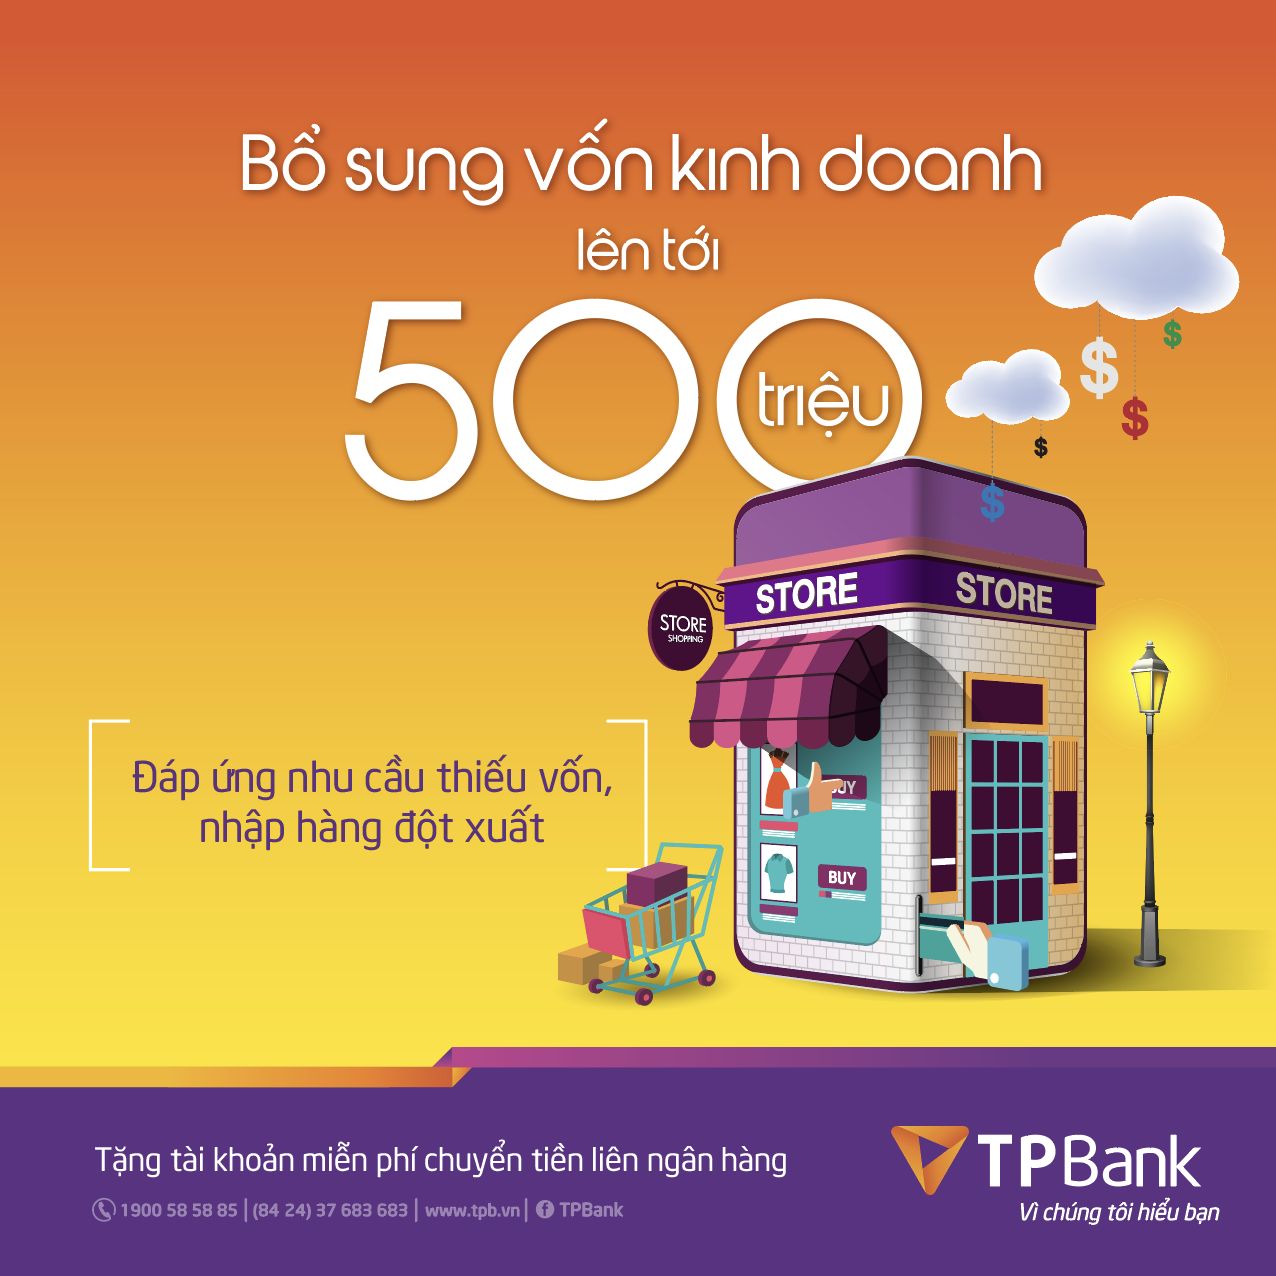 Bổ sung vốn kinh doanh
lên tới
500
triệu
$
$
$
$
$
STORE
STORE
STORE
SHOPPING
BUY
BUY
Đáp ứng nhu cầu thiếu vốn,
nhập hàng đột xuất
Tặng tài khoản miễn phí chuyển tiền liên ngân hàng
1900 58 58 85 | (84 24) 37 683 683 | www.tpb.vn | f TPBank
TPBank
Vì chúng tôi hiểu bạn